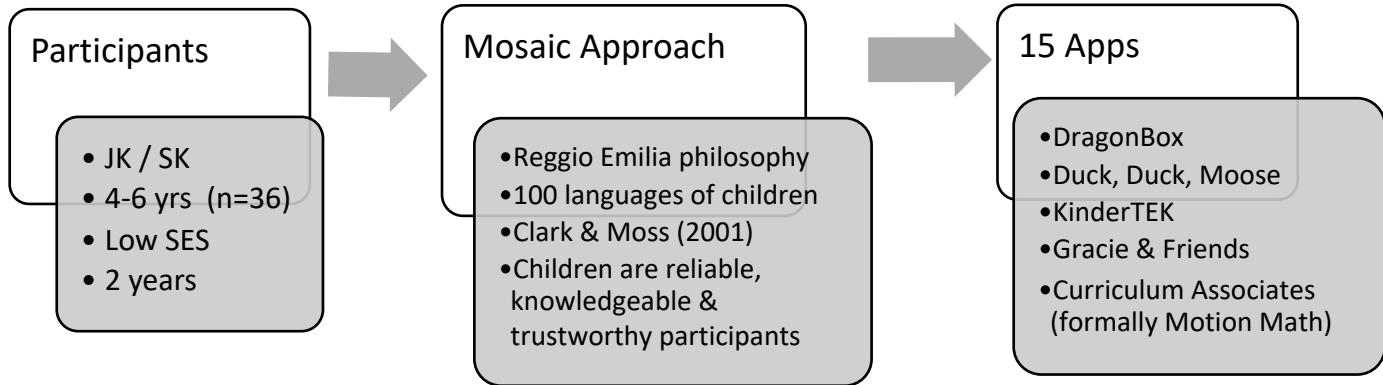 Participants
• JK / SK
• 4-6 yrs (n=36)
• Low SES
• 2 years
Mosaic Approach
•Reggio Emilia philosophy
•100 languages of children
•Clark & Moss (2001)
•Children are reliable,
knowledgeable &
trustworthy participants
15 Apps
•DragonBox
•Duck, Duck, Moose
•KinderTEK
•Gracie & Friends
•Curriculum Associates
(formally Motion Math)